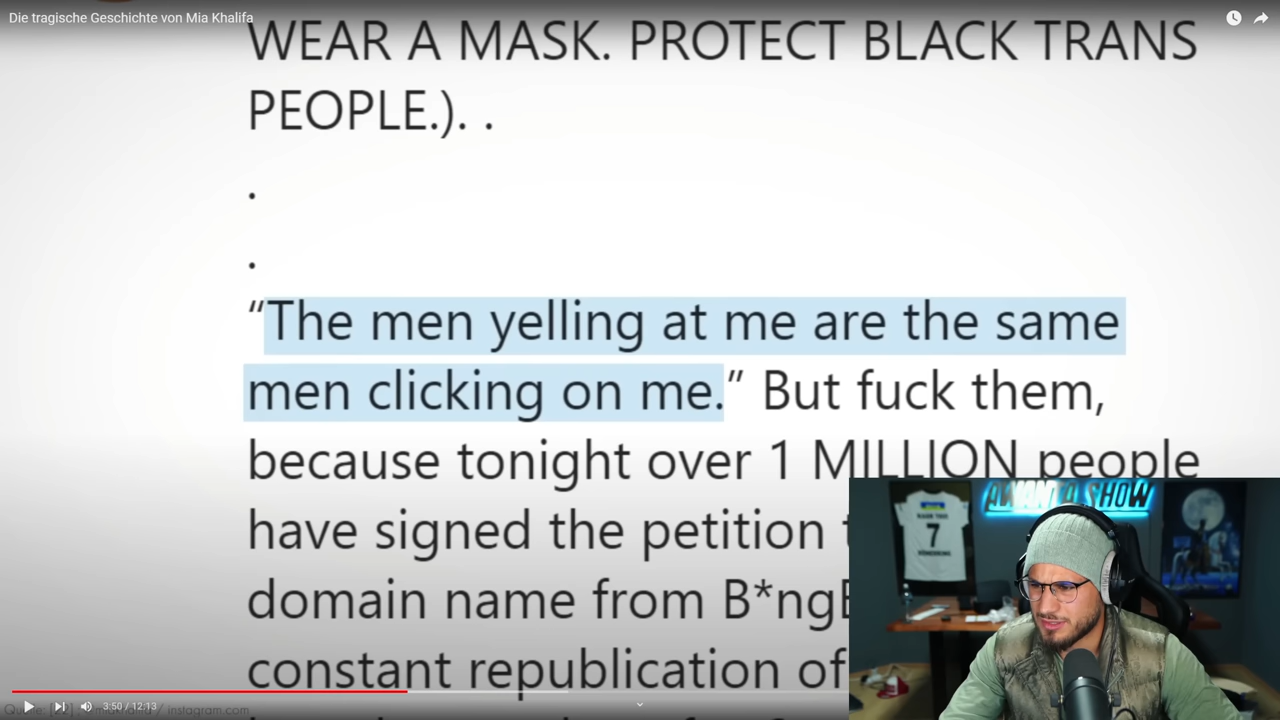 Die tragische Geschichte von Mia Khalifa
WEAR A MASK. PROTECT BLACK TRANS
PEOPLE.). .
.
.
“The men yelling at me are the same
men clicking on me.” But fuck them,
because tonight over 1 MILLION people
have signed the petition
domain name from B*ng
constant republication of
7
3:50 / 12:13
instagram.com